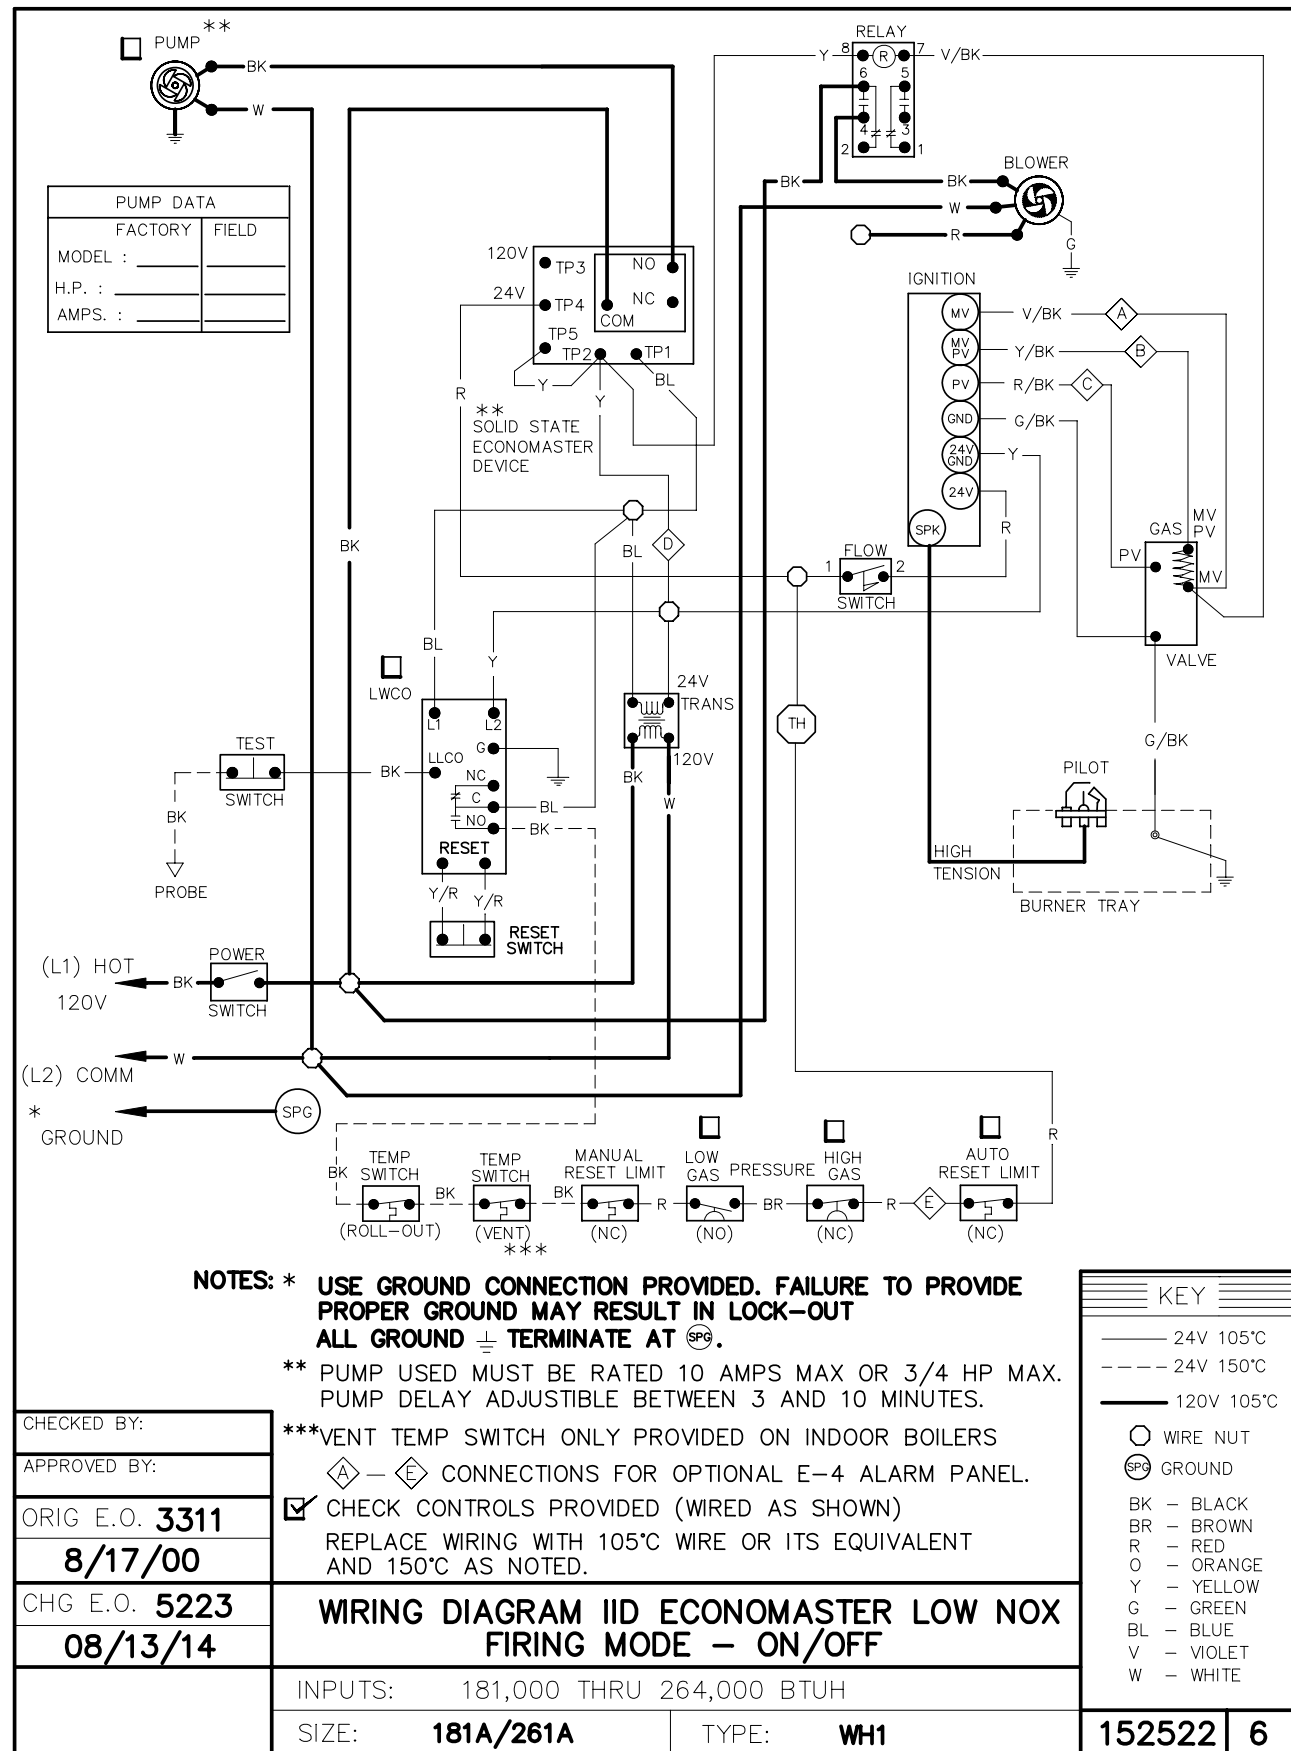 **
PUMP
BK
W
RELAY
8
R
7
Y
V/BK
6
5
4
3
2
1
BLOWER
BK
BK
W
R
G
PUMP DATA
FACTORY
FIELD
MODEL :
H.P. :
AMPS. :
120V
TP3
NO
24V
TP4
NC
COM
TP5
TP2
TP1
Y
BL
Y
R
**
SOLID STATE
ECONOMASTER
DEVICE
IGNITION
MV
V/BK
A
MV
PV
Y/BK
B
PV
R/BK
C
GND
G/BK
24V
GND
Y
24V
R
SPK
GAS
MV
PV
PV
MV
VALVE
FLOW
1
2
SWITCH
BK
BL
D
BL
Y
LWCO
24V
TRANS
120V
BK
W
TH
L1
L2
G
LLCO
BK
NC
C
NO
BL
BK
RESET
Y/R
Y/R
RESET
SWITCH
TEST
SWITCH
BK
PROBE
G/BK
PILOT
HIGH
TENSION
BURNER TRAY
(L1) HOT
120V
BK
POWER
SWITCH
W
(L2) COMM
*
GROUND
SPG
R
BK
TEMP
SWITCH
(ROLL-OUT)
BK
TEMP
SWITCH
(VENT)
***
BK
MANUAL
RESET LIMIT
(NC)
R
LOW
GAS
(NO)
PRESSURE
BR
HIGH
GAS
(NC)
R
E
AUTO
RESET LIMIT
(NC)
NOTES: * USE GROUND CONNECTION PROVIDED. FAILURE TO PROVIDE
PROPER GROUND MAY RESULT IN LOCK-OUT
ALL GROUND ⏚ TERMINATE AT SPG.
** PUMP USED MUST BE RATED 10 AMPS MAX OR 3/4 HP MAX.
PUMP DELAY ADJUSTIBLE BETWEEN 3 AND 10 MINUTES.
***VENT TEMP SWITCH ONLY PROVIDED ON INDOOR BOILERS
A – E CONNECTIONS FOR OPTIONAL E-4 ALARM PANEL.
CHECK CONTROLS PROVIDED (WIRED AS SHOWN)
REPLACE WIRING WITH 105°C WIRE OR ITS EQUIVALENT
AND 150°C AS NOTED.
KEY
24V 105°C
24V 150°C
120V 105°C
WIRE NUT
SPG GROUND
BK – BLACK
BR – BROWN
R – RED
O – ORANGE
Y – YELLOW
G – GREEN
BL – BLUE
V – VIOLET
W – WHITE
CHECKED BY:
APPROVED BY:
ORIG E.O. 3311
8/17/00
CHG E.O. 5223
08/13/14
WIRING DIAGRAM IID ECONOMASTER LOW NOX
FIRING MODE – ON/OFF
INPUTS: 181,000 THRU 264,000 BTUH
SIZE: 181A/261A TYPE: WH1
152522 6